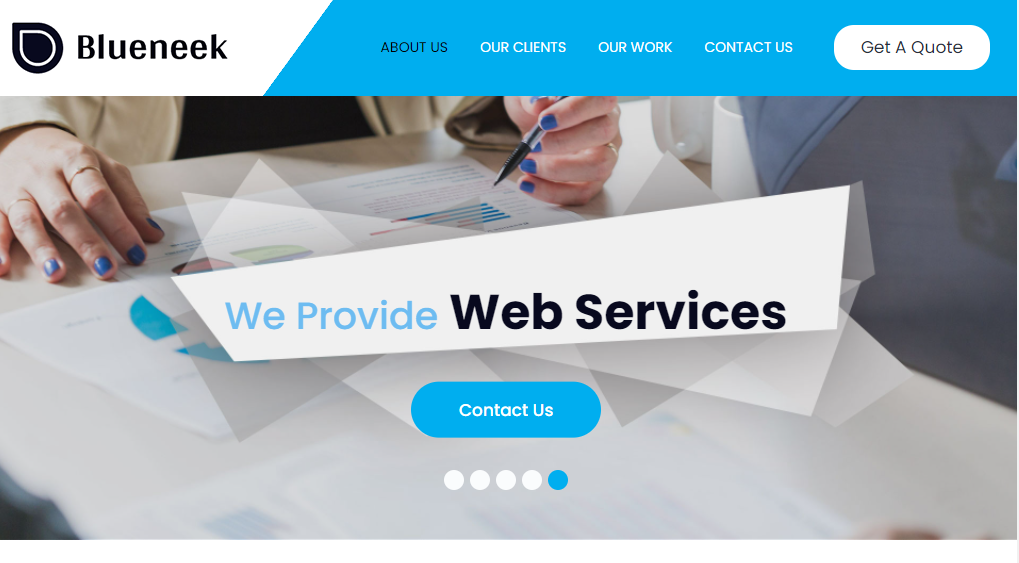 Blueneek
ABOUT US OUR CLIENTS OUR WORK CONTACT US Get A Quote
We Provide Web Services
Contact Us